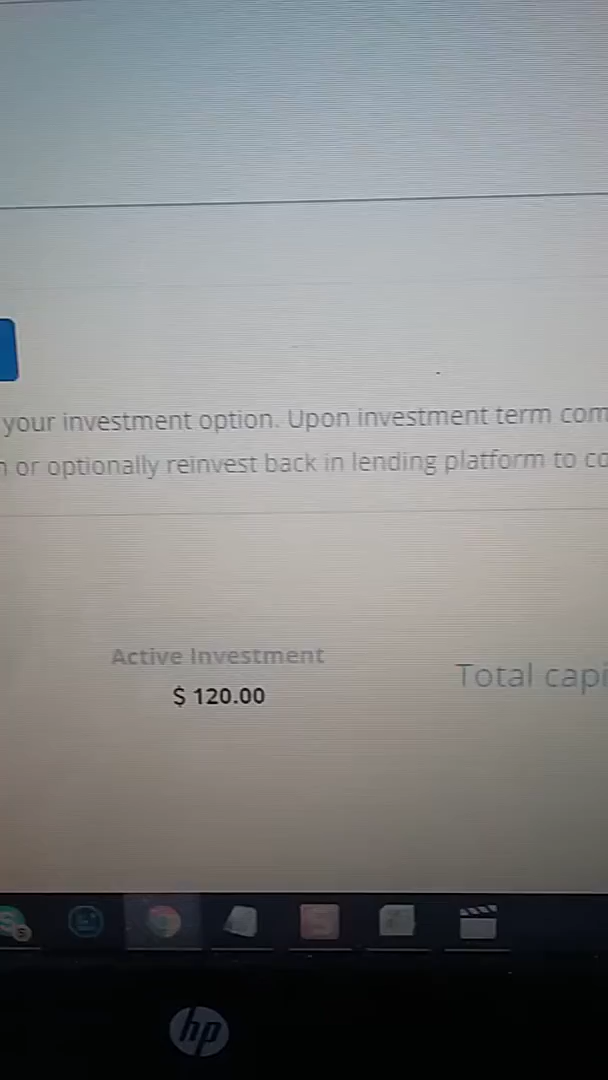 your investment option. Upon investment term com
n or optionally reinvest back in lending platform to co
Active Investment
$ 120.00
Total capi
hp